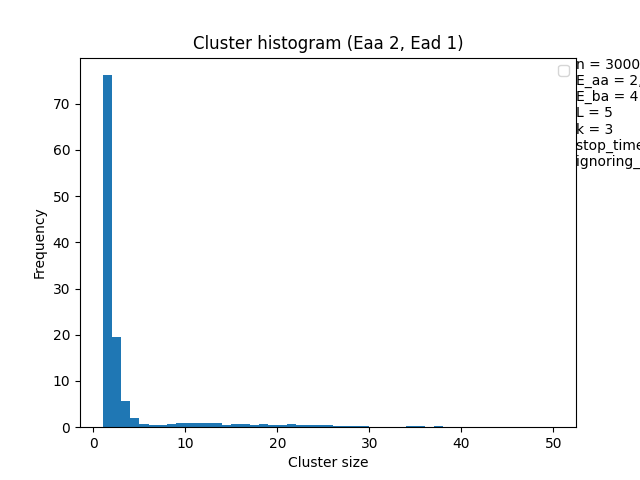 Cluster histogram (Eaa 2, Ead 1)
n = 3000
E_aa = 2,
E_ba = 4
L = 5
k = 3
stop_time
ignoring_
Frequency
70
60
50
40
30
20
10
0
0 10 20 30 40 50
Cluster size